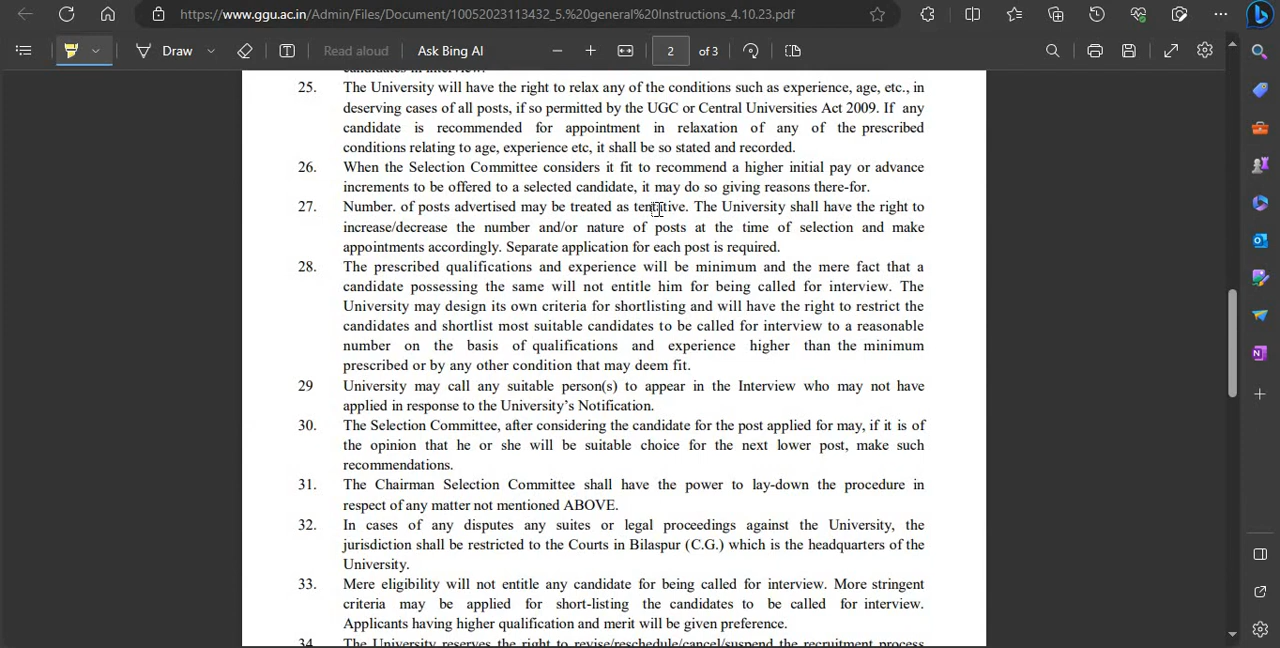 https://www.ggu.ac.in/Admin/Files/Document/10052023113432_5.%20general%20Instructions_4.10.23.pdf
Draw
Read aloud
Ask Bing AI
2 of 3
candidates in interview.
25. The University will have the right to relax any of the conditions such as experience, age, etc., in
deserving cases of all posts, if so permitted by the UGC or Central Universities Act 2009. If any
candidate is recommended for appointment in relaxation of any of the prescribed
conditions relating to age, experience etc, it shall be so stated and recorded.
26. When the Selection Committee considers it fit to recommend a higher initial pay or advance
increments to be offered to a selected candidate, it may do so giving reasons there-for.
27. Number. of posts advertised may be treated as tentative. The University shall have the right to
increase/decrease the number and/or nature of posts at the time of selection and make
appointments accordingly. Separate application for each post is required.
28. The prescribed qualifications and experience will be minimum and the mere fact that a
candidate possessing the same will not entitle him for being called for interview. The
University may design its own criteria for shortlisting and will have the right to restrict the
candidates and shortlist most suitable candidates to be called for interview to a reasonable
number on the basis of qualifications and experience higher than the minimum
prescribed or by any other condition that may deem fit.
29 University may call any suitable person(s) to appear in the Interview who may not have
applied in response to the University's Notification.
30. The Selection Committee, after considering the candidate for the post applied for may, if it is of
the opinion that he or she will be suitable choice for the next lower post, make such
recommendations.
31. The Chairman Selection Committee shall have the power to lay-down the procedure in
respect of any matter not mentioned ABOVE.
32. In cases of any disputes any suites or legal proceedings against the University, the
jurisdiction shall be restricted to the Courts in Bilaspur (C.G.) which is the headquarters of the
University.
33. Mere eligibility will not entitle any candidate for being called for interview. More stringent
criteria may be applied for short-listing the candidates to be called for interview.
Applicants having higher qualification and merit will be given preference.
34. The University reserves the right to revise/reschedule/cancel/suspend the recruitment process